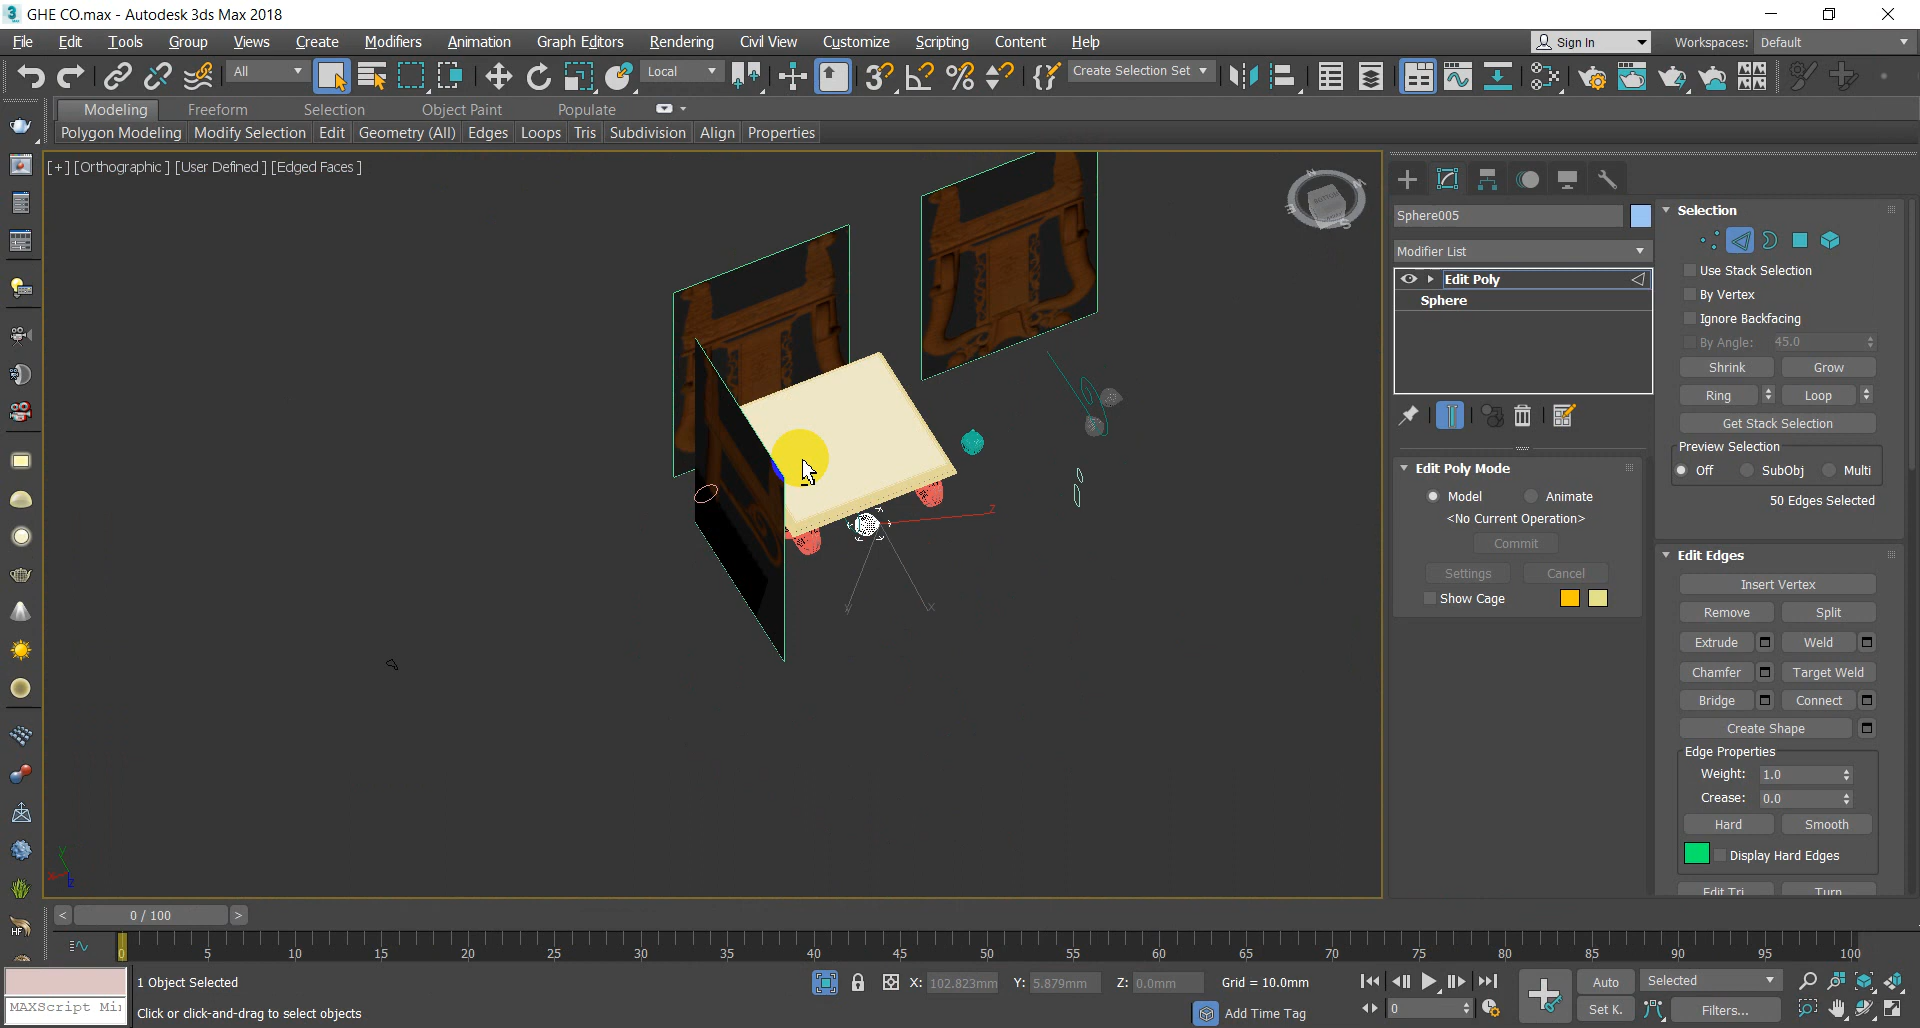 GHE CO.max - Autodesk 3ds Max 2018
File Edit Tools Group Views Create Modifiers Animation Graph Editors Rendering Civil View Customize Scripting Content Help
Sign In Workspaces: Default
All Local Create Selection Set
Modeling Freeform Selection Object Paint Populate
Polygon Modeling Modify Selection Edit Geometry (All) Edges Loops Tris Subdivision Align Properties
[+] [Orthographic ] [User Defined ] [Edged Faces ]
Sphere005
Modifier List
Edit Poly
Sphere
Edit Poly Mode
Model Animate
<No Current Operation>
Commit
Settings Cancel
Show Cage
Selection
Use Stack Selection
By Vertex
Ignore Backfacing
By Angle: 45.0
Shrink Grow
Ring Loop
Get Stack Selection
Preview Selection
Off SubObj Multi
50 Edges Selected
Edit Edges
Insert Vertex
Remove Split
Extrude Weld
Chamfer Target Weld
Bridge Connect
Create Shape
Edge Properties
Weight: 1.0
Crease: 0.0
Hard Smooth
Display Hard Edges
Edit Tri. Turn
z
x
y
< 0 / 100 >
0 5 10 15 20 25 30 35 40 45 50 55 60 65 70 75 80 85 90 95 100
1 Object Selected X: 102.823mm Y: 5.879mm Z: 0.0mm Grid = 10.0mm Auto Selected
MAXScript Mi
Click or click-and-drag to select objects Add Time Tag 0 Set K. Filters...